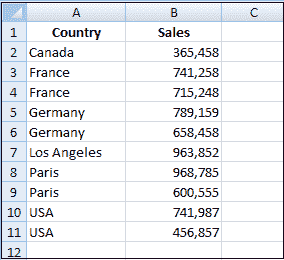 A B C
1 Country Sales
2 Canada 365,458
3 France 741,258
4 France 715,248
5 Germany 789,159
6 Germany 658,458
7 Los Angeles 963,852
8 Paris 968,785
9 Paris 600,555
10 USA 741,987
11 USA 456,857
12